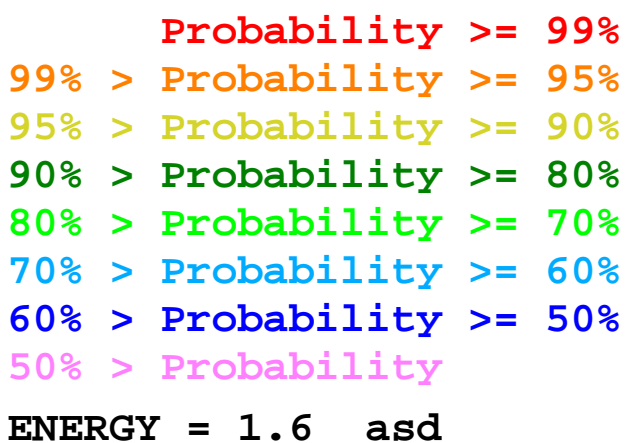 Probability >= 99%
99% > Probability >= 95%
95% > Probability >= 90%
90% > Probability >= 80%
80% > Probability >= 70%
70% > Probability >= 60%
60% > Probability >= 50%
50% > Probability
ENERGY = 1.6 asd